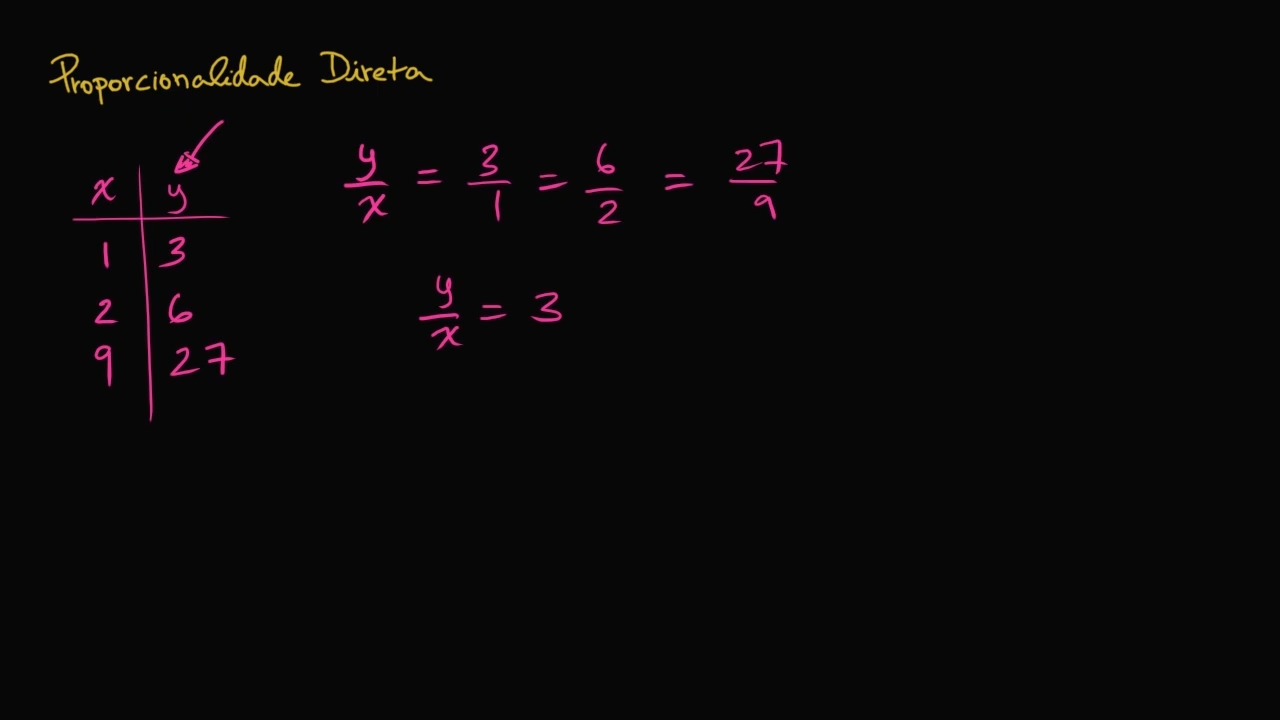 Proporcionalidade Direta
x | y
1 | 3
2 | 6
9 | 27
y/x = 3/1 = 6/2 = 27/9
y/x = 3